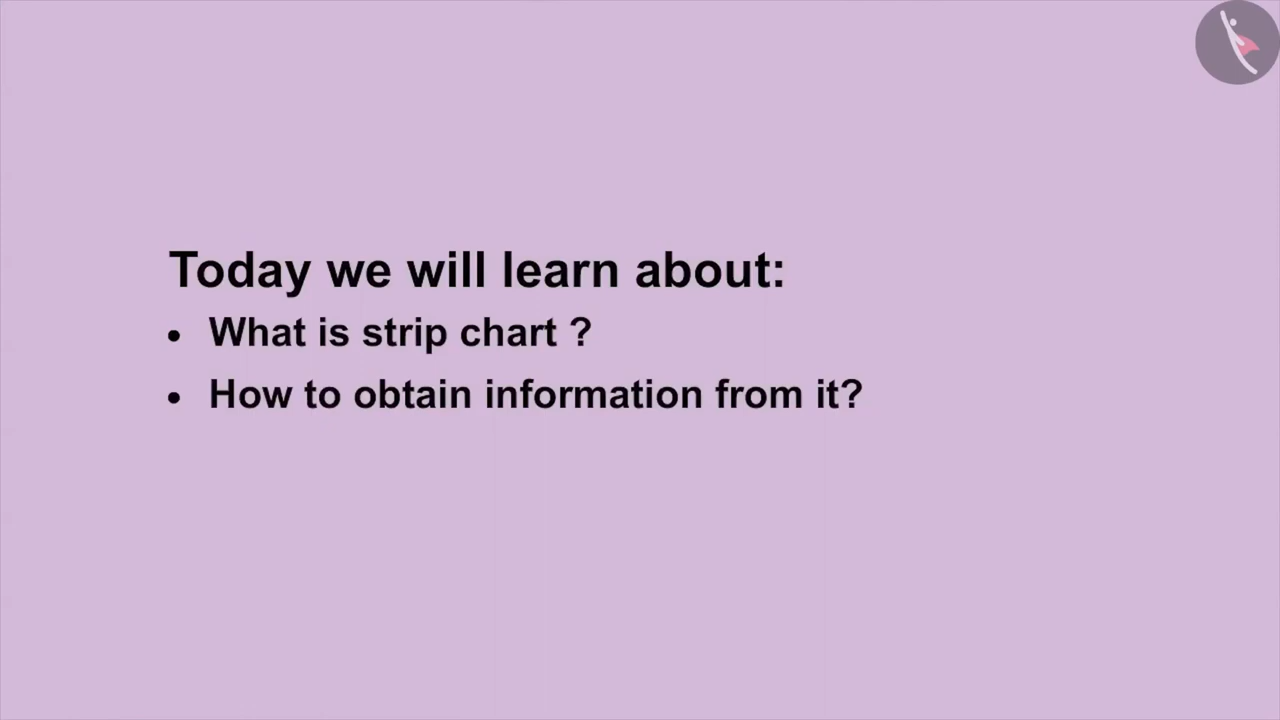 Today we will learn about:
• What is strip chart ?
• How to obtain information from it?